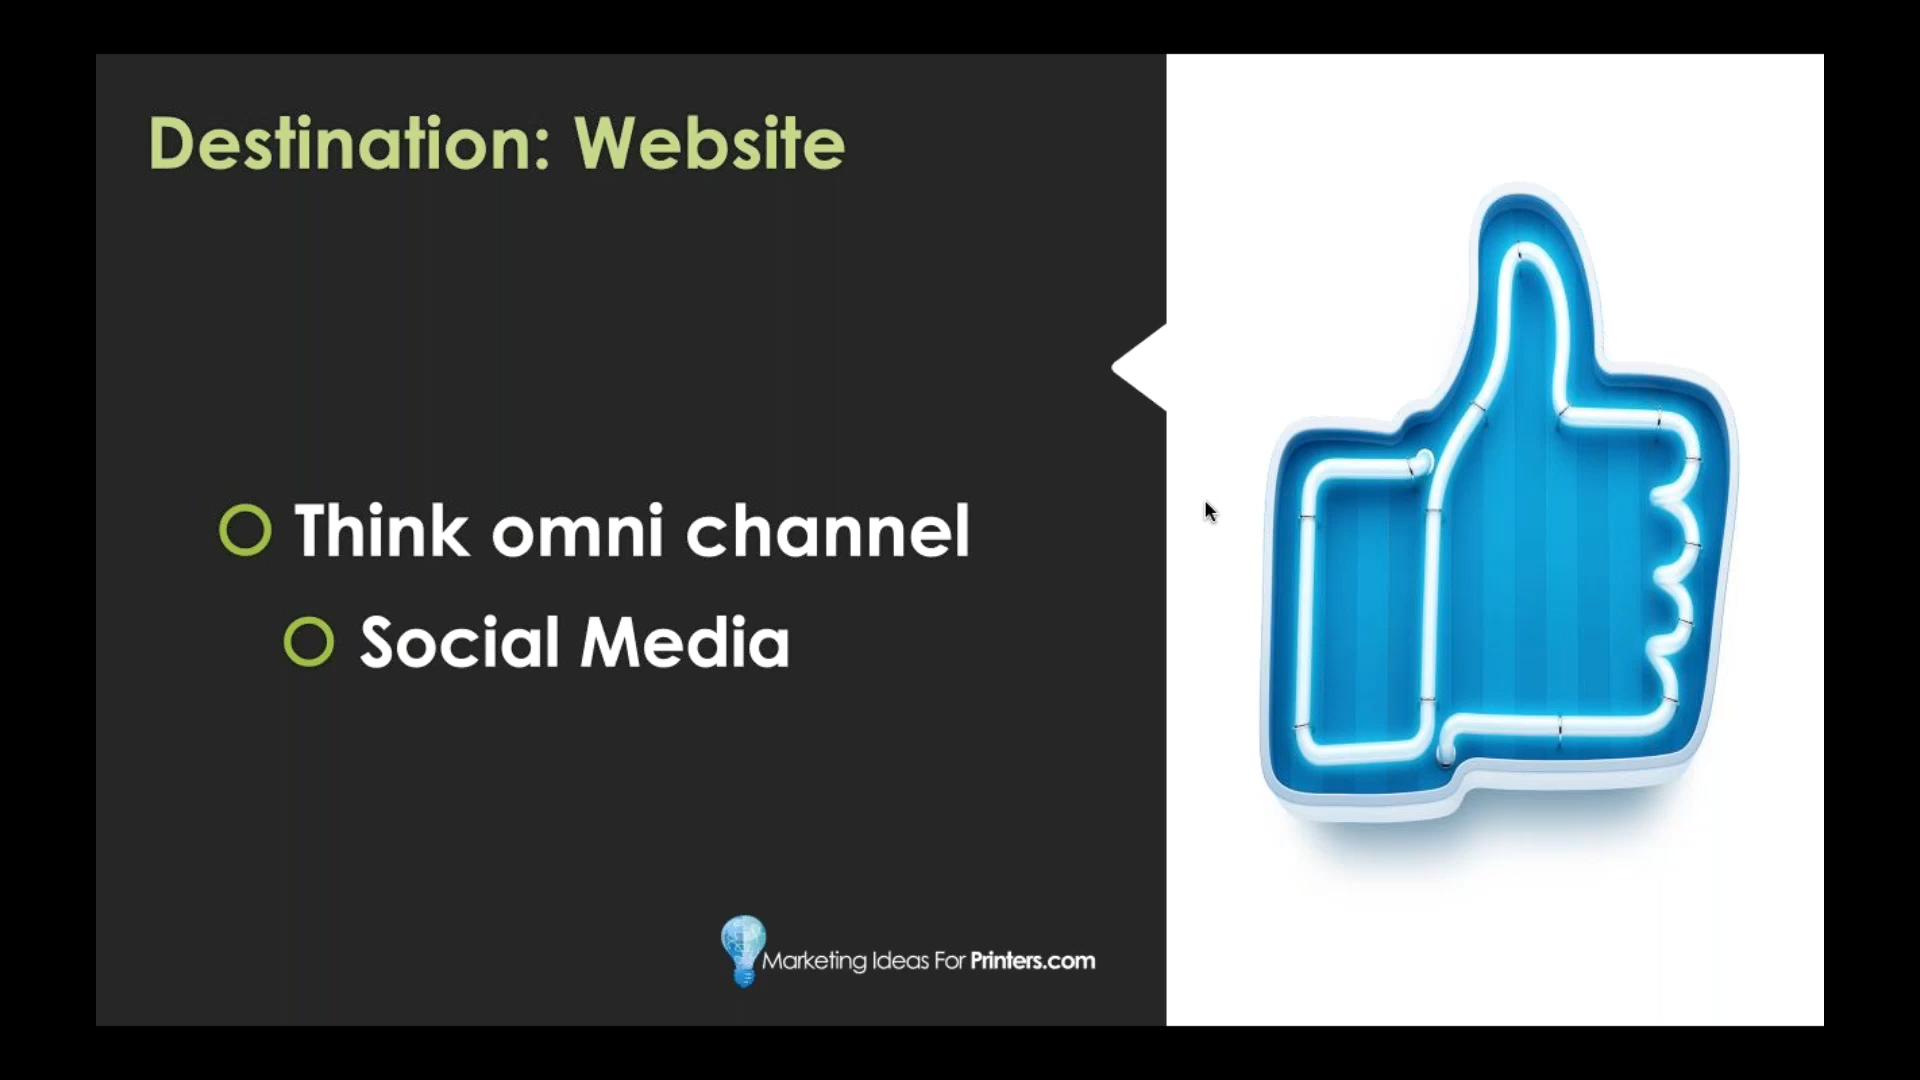 Destination: Website
Think omni channel
Social Media
Marketing Ideas For Printers.com